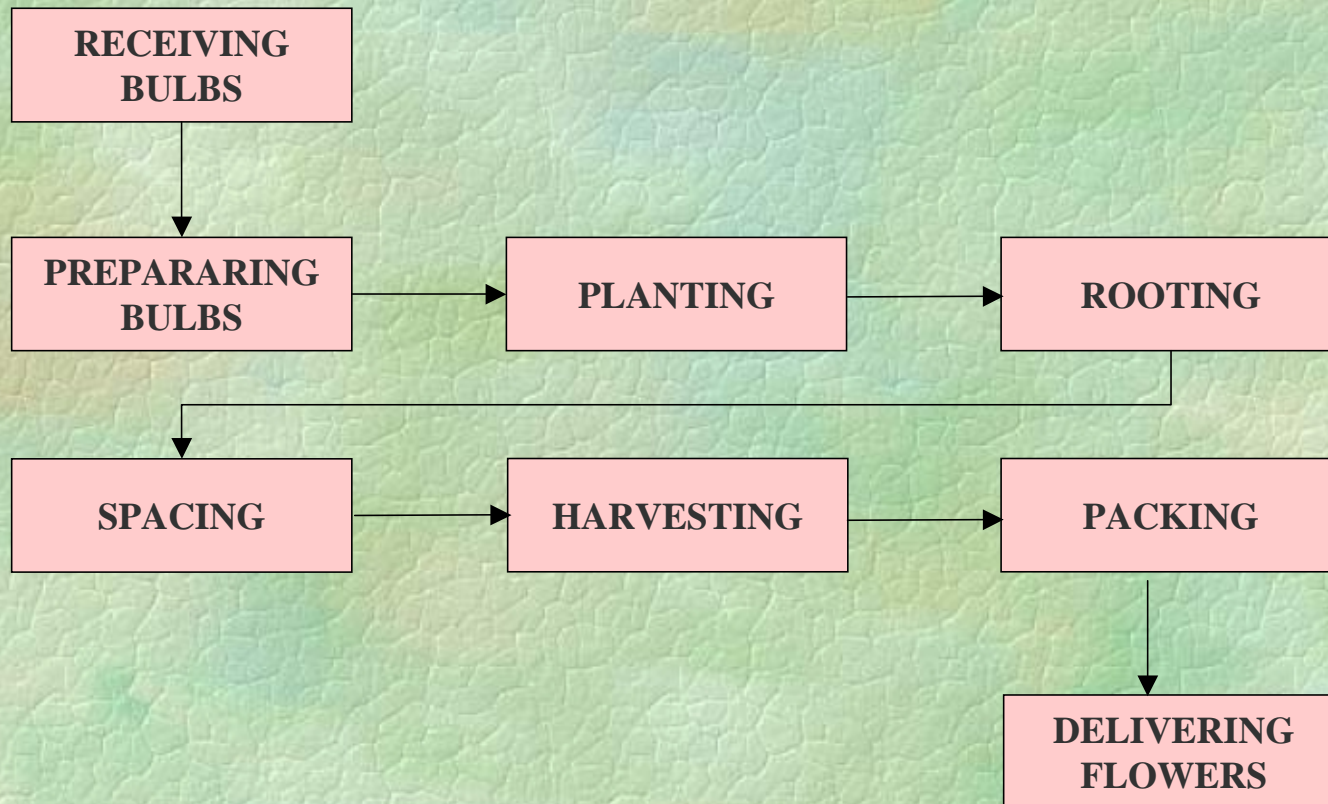 RECEIVING
BULBS
PREPARARING
BULBS
PLANTING
ROOTING
SPACING
HARVESTING
PACKING
DELIVERING
FLOWERS